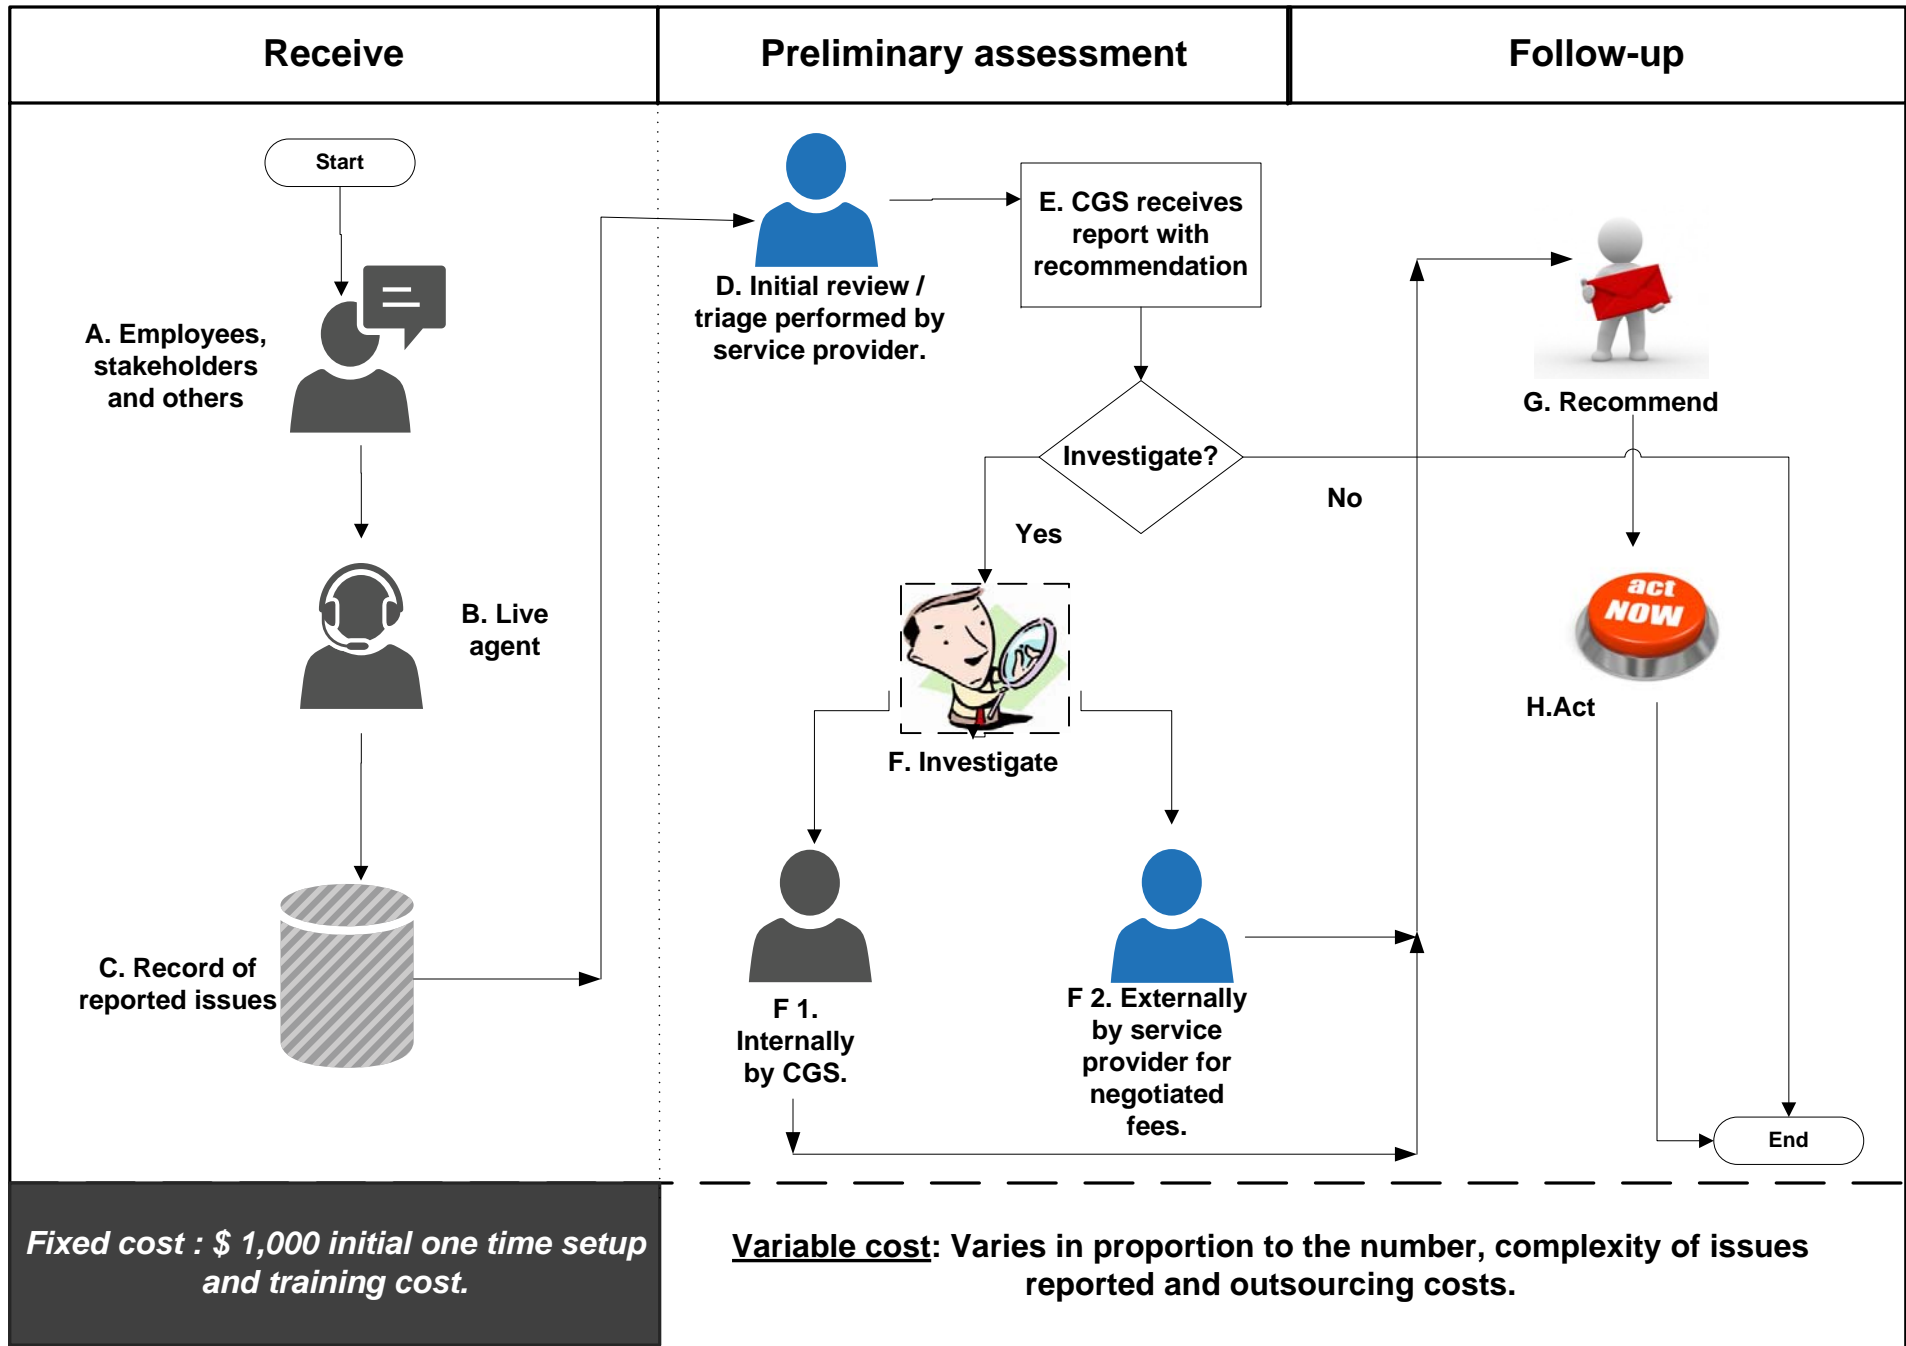 Receive
Preliminary assessment
Follow-up
Start
A. Employees,
stakeholders
and others
B. Live
agent
C. Record of
reported issues
D. Initial review /
triage performed by
service provider.
E. CGS receives
report with
recommendation
Investigate?
Yes
No
F. Investigate
F 1.
Internally
by CGS.
F 2. Externally
by service
provider for
negotiated
fees.
G. Recommend
act
NOW
H.Act
End
Fixed cost : $ 1,000 initial one time setup
and training cost.
Variable cost: Varies in proportion to the number, complexity of issues
reported and outsourcing costs.